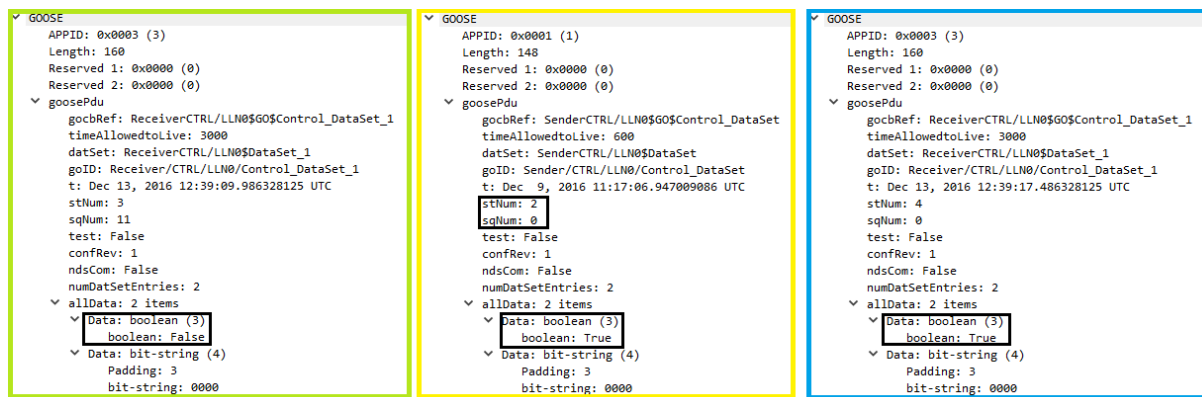 GOOSE
APPID: 0x0003 (3)
Length: 160
Reserved 1: 0x0000 (0)
Reserved 2: 0x0000 (0)
goosePdu
gocbRef: ReceiverCTRL/LLN0$GO$Control_DataSet_1
timeAllowedtoLive: 3000
datSet: ReceiverCTRL/LLN0$DataSet_1
goID: Receiver/CTRL/LLN0/Control_DataSet_1
t: Dec 13, 2016 12:39:09.986328125 UTC
stNum: 3
sqNum: 11
test: False
confRev: 1
ndsCom: False
numDatSetEntries: 2
allData: 2 items
Data: boolean (3)
boolean: False
Data: bit-string (4)
Padding: 3
bit-string: 0000
GOOSE
APPID: 0x0001 (1)
Length: 148
Reserved 1: 0x0000 (0)
Reserved 2: 0x0000 (0)
goosePdu
gocbRef: SenderCTRL/LLN0$GO$Control_DataSet
timeAllowedtoLive: 600
datSet: SenderCTRL/LLN0$DataSet
goID: Sender/CTRL/LLN0/Control_DataSet
t: Dec  9, 2016 11:17:06.947009086 UTC
stNum: 2
sqNum: 0
test: False
confRev: 1
ndsCom: False
numDatSetEntries: 2
allData: 2 items
Data: boolean (3)
boolean: True
Data: bit-string (4)
Padding: 3
bit-string: 0000
GOOSE
APPID: 0x0003 (3)
Length: 160
Reserved 1: 0x0000 (0)
Reserved 2: 0x0000 (0)
goosePdu
gocbRef: ReceiverCTRL/LLN0$GO$Control_DataSet_1
timeAllowedtoLive: 3000
datSet: ReceiverCTRL/LLN0$DataSet_1
goID: Receiver/CTRL/LLN0/Control_DataSet_1
t: Dec 13, 2016 12:39:17.486328125 UTC
stNum: 4
sqNum: 0
test: False
confRev: 1
ndsCom: False
numDatSetEntries: 2
allData: 2 items
Data: boolean (3)
boolean: True
Data: bit-string (4)
Padding: 3
bit-string: 0000